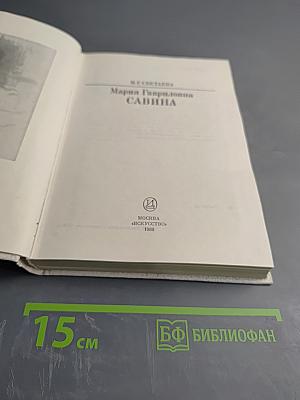 М. Г. СВЕТАЕВА
Мария Гавриловна
САВИНА
И
МОСКВА
«ИСКУССТВО»
1988
15 см
БФ БИБЛИОФАН